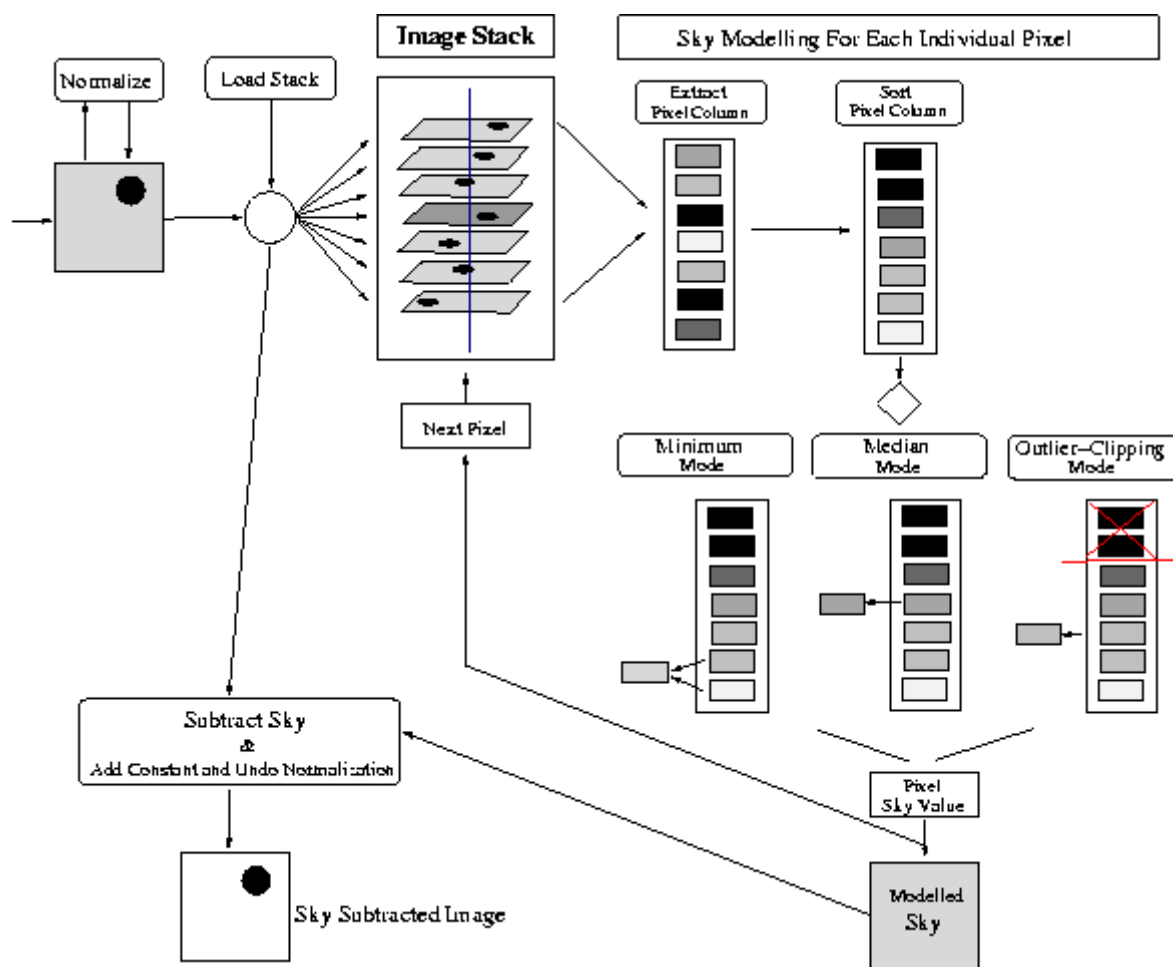 Image Stack
Sky Modelling For Each Individual Pixel
Normalize
Load Stack
Extract
Pixel Column
Sort
Pixel Column
Next Pixel
Minimum
Mode
Median
Mode
Outlier-Clipping
Mode
Subtract Sky
&
Add Constant and Undo Normalization
Pixel
Sky Value
Modelled
Sky
Sky Subtracted Image